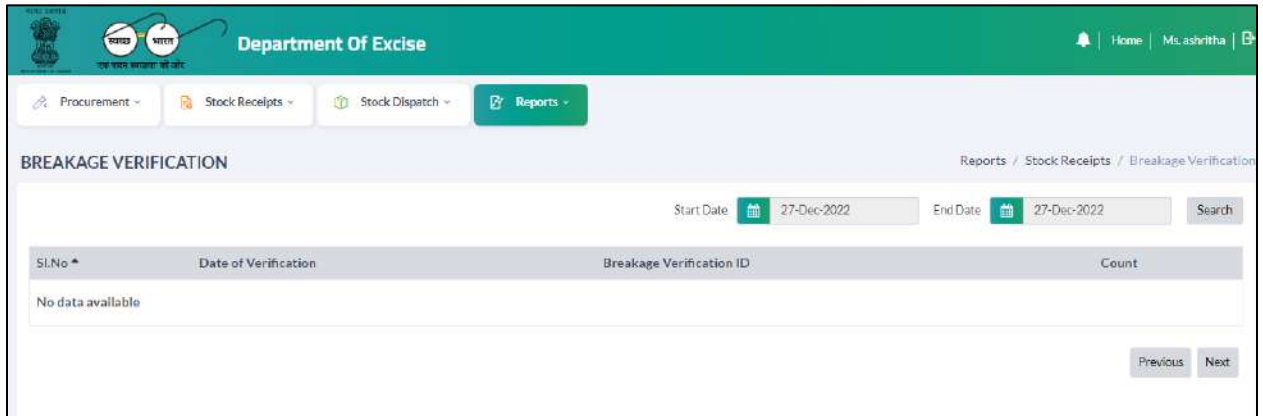 स्वच्छ भारत
Department Of Excise
Home | Ms. ashritha |
Procurement
Stock Receipts
Stock Dispatch
Reports
BREAKAGE VERIFICATION
Reports / Stock Receipts / Breakage Verification
Start Date 27-Dec-2022 End Date 27-Dec-2022 Search
Sl.No Date of Verification Breakage Verification ID Count
No data available
Previous Next